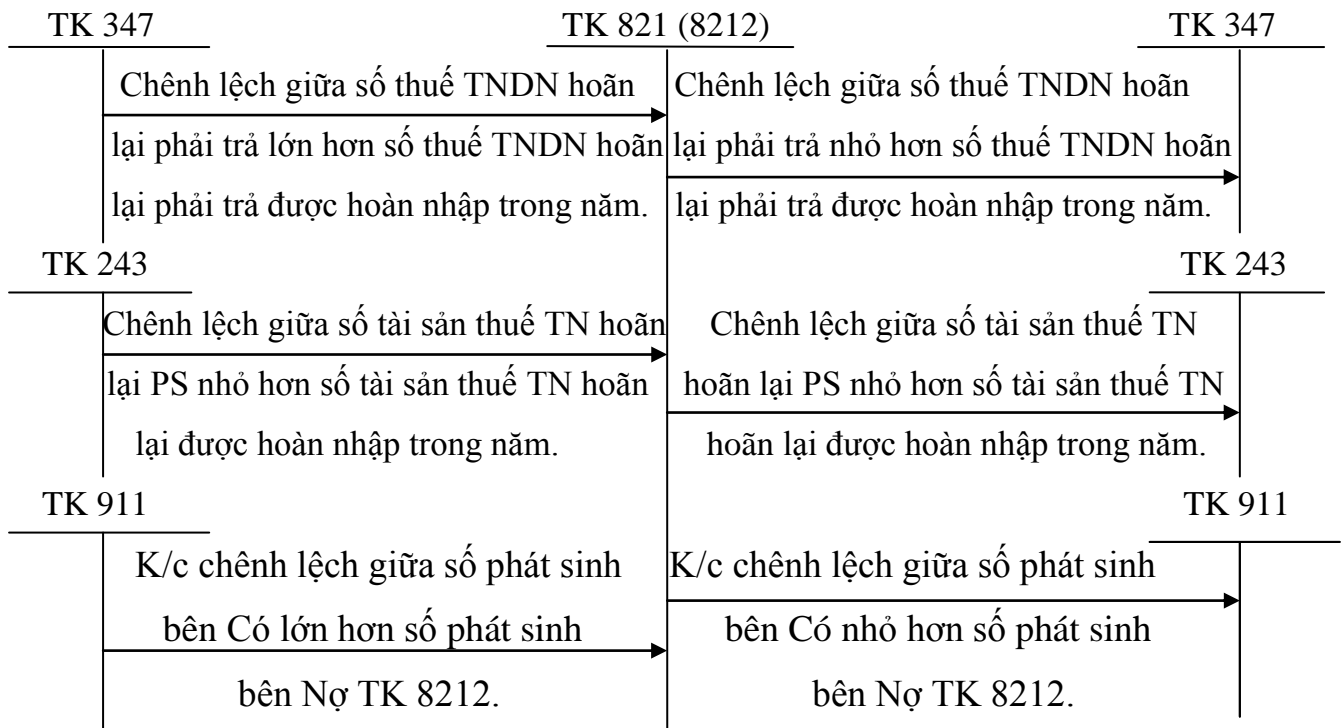 TK 347
TK 821 (8212)
TK 347
Chênh lệch giữa số thuế TNDN hoãn
lại phải trả lớn hơn số thuế TNDN hoãn
lại phải trả được hoàn nhập trong năm.
Chênh lệch giữa số thuế TNDN hoãn
lại phải trả nhỏ hơn số thuế TNDN hoãn
lại phải trả được hoàn nhập trong năm.
TK 243
TK 243
Chênh lệch giữa số tài sản thuế TN hoãn
lại PS nhỏ hơn số tài sản thuế TN hoãn
lại được hoàn nhập trong năm.
Chênh lệch giữa số tài sản thuế TN
hoãn lại PS nhỏ hơn số tài sản thuế TN
hoãn lại được hoàn nhập trong năm.
TK 911
TK 911
K/c chênh lệch giữa số phát sinh
bên Có lớn hơn số phát sinh
bên Nợ TK 8212.
K/c chênh lệch giữa số phát sinh
bên Có nhỏ hơn số phát sinh
bên Nợ TK 8212.